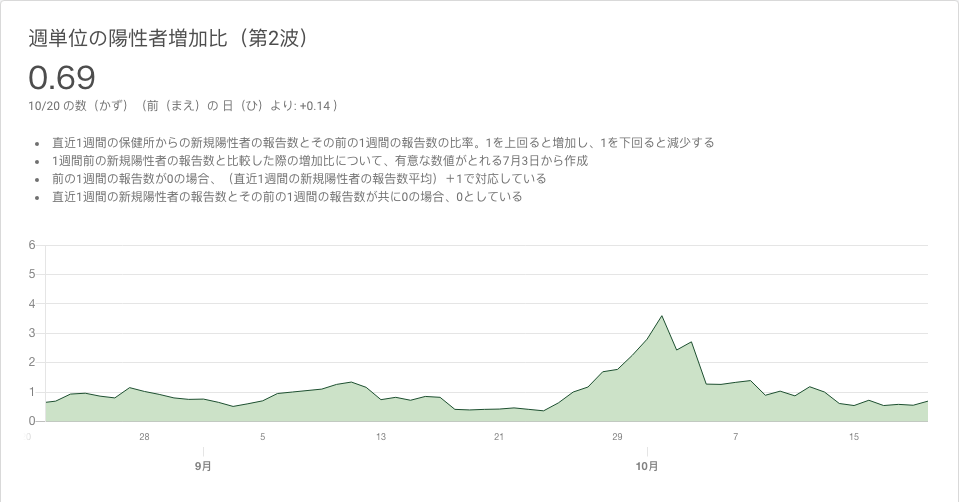 週単位の陽性者増加比（第2波）
0.69
10/20 の数（かず）（前（まえ）の 日（ひ）より: +0.14 ）
• 直近1週間の保健所からの新規陽性者の報告数とその前の1週間の報告数の比率。1を上回ると増加し、1を下回ると減少する
• 1週間前の新規陽性者の報告数と比較した際の増加比について、有意な数値がとれる7月3日から作成
• 前の1週間の報告数が0の場合、（直近1週間の新規陽性者の報告数平均）＋1で対応している
• 直近1週間の新規陽性者の報告数とその前の1週間の報告数が共に0の場合、0としている
6
5
4
3
2
1
0
0 28 5 13 21 29 7 15
9月 10月